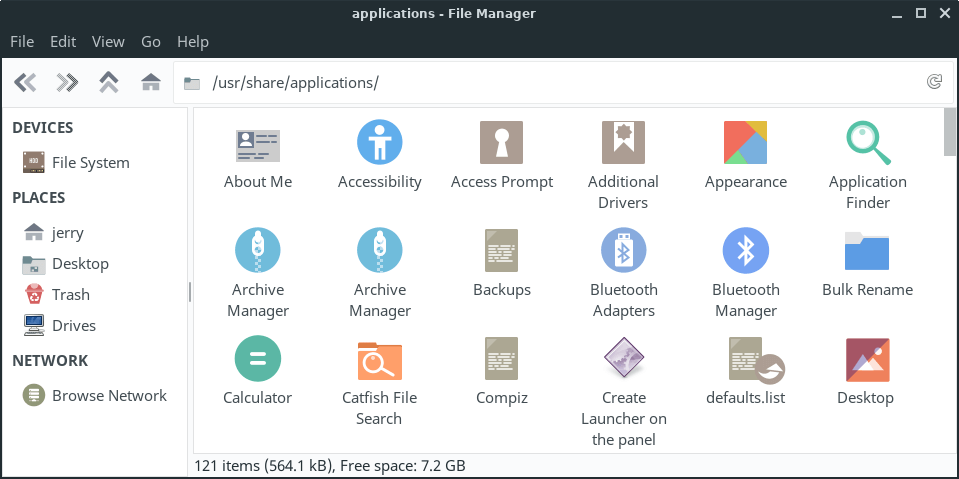 applications - File Manager
File Edit View Go Help
/usr/share/applications/
DEVICES
HDD File System
PLACES
jerry
Desktop
Trash
Drives
NETWORK
Browse Network
About Me Accessibility Access Prompt Additional Drivers Appearance Application Finder
Archive Manager Archive Manager Backups Bluetooth Adapters Bluetooth Manager Bulk Rename
Calculator Catfish File Search Compiz Create Launcher on the panel defaults.list Desktop
121 items (564.1 kB), Free space: 7.2 GB